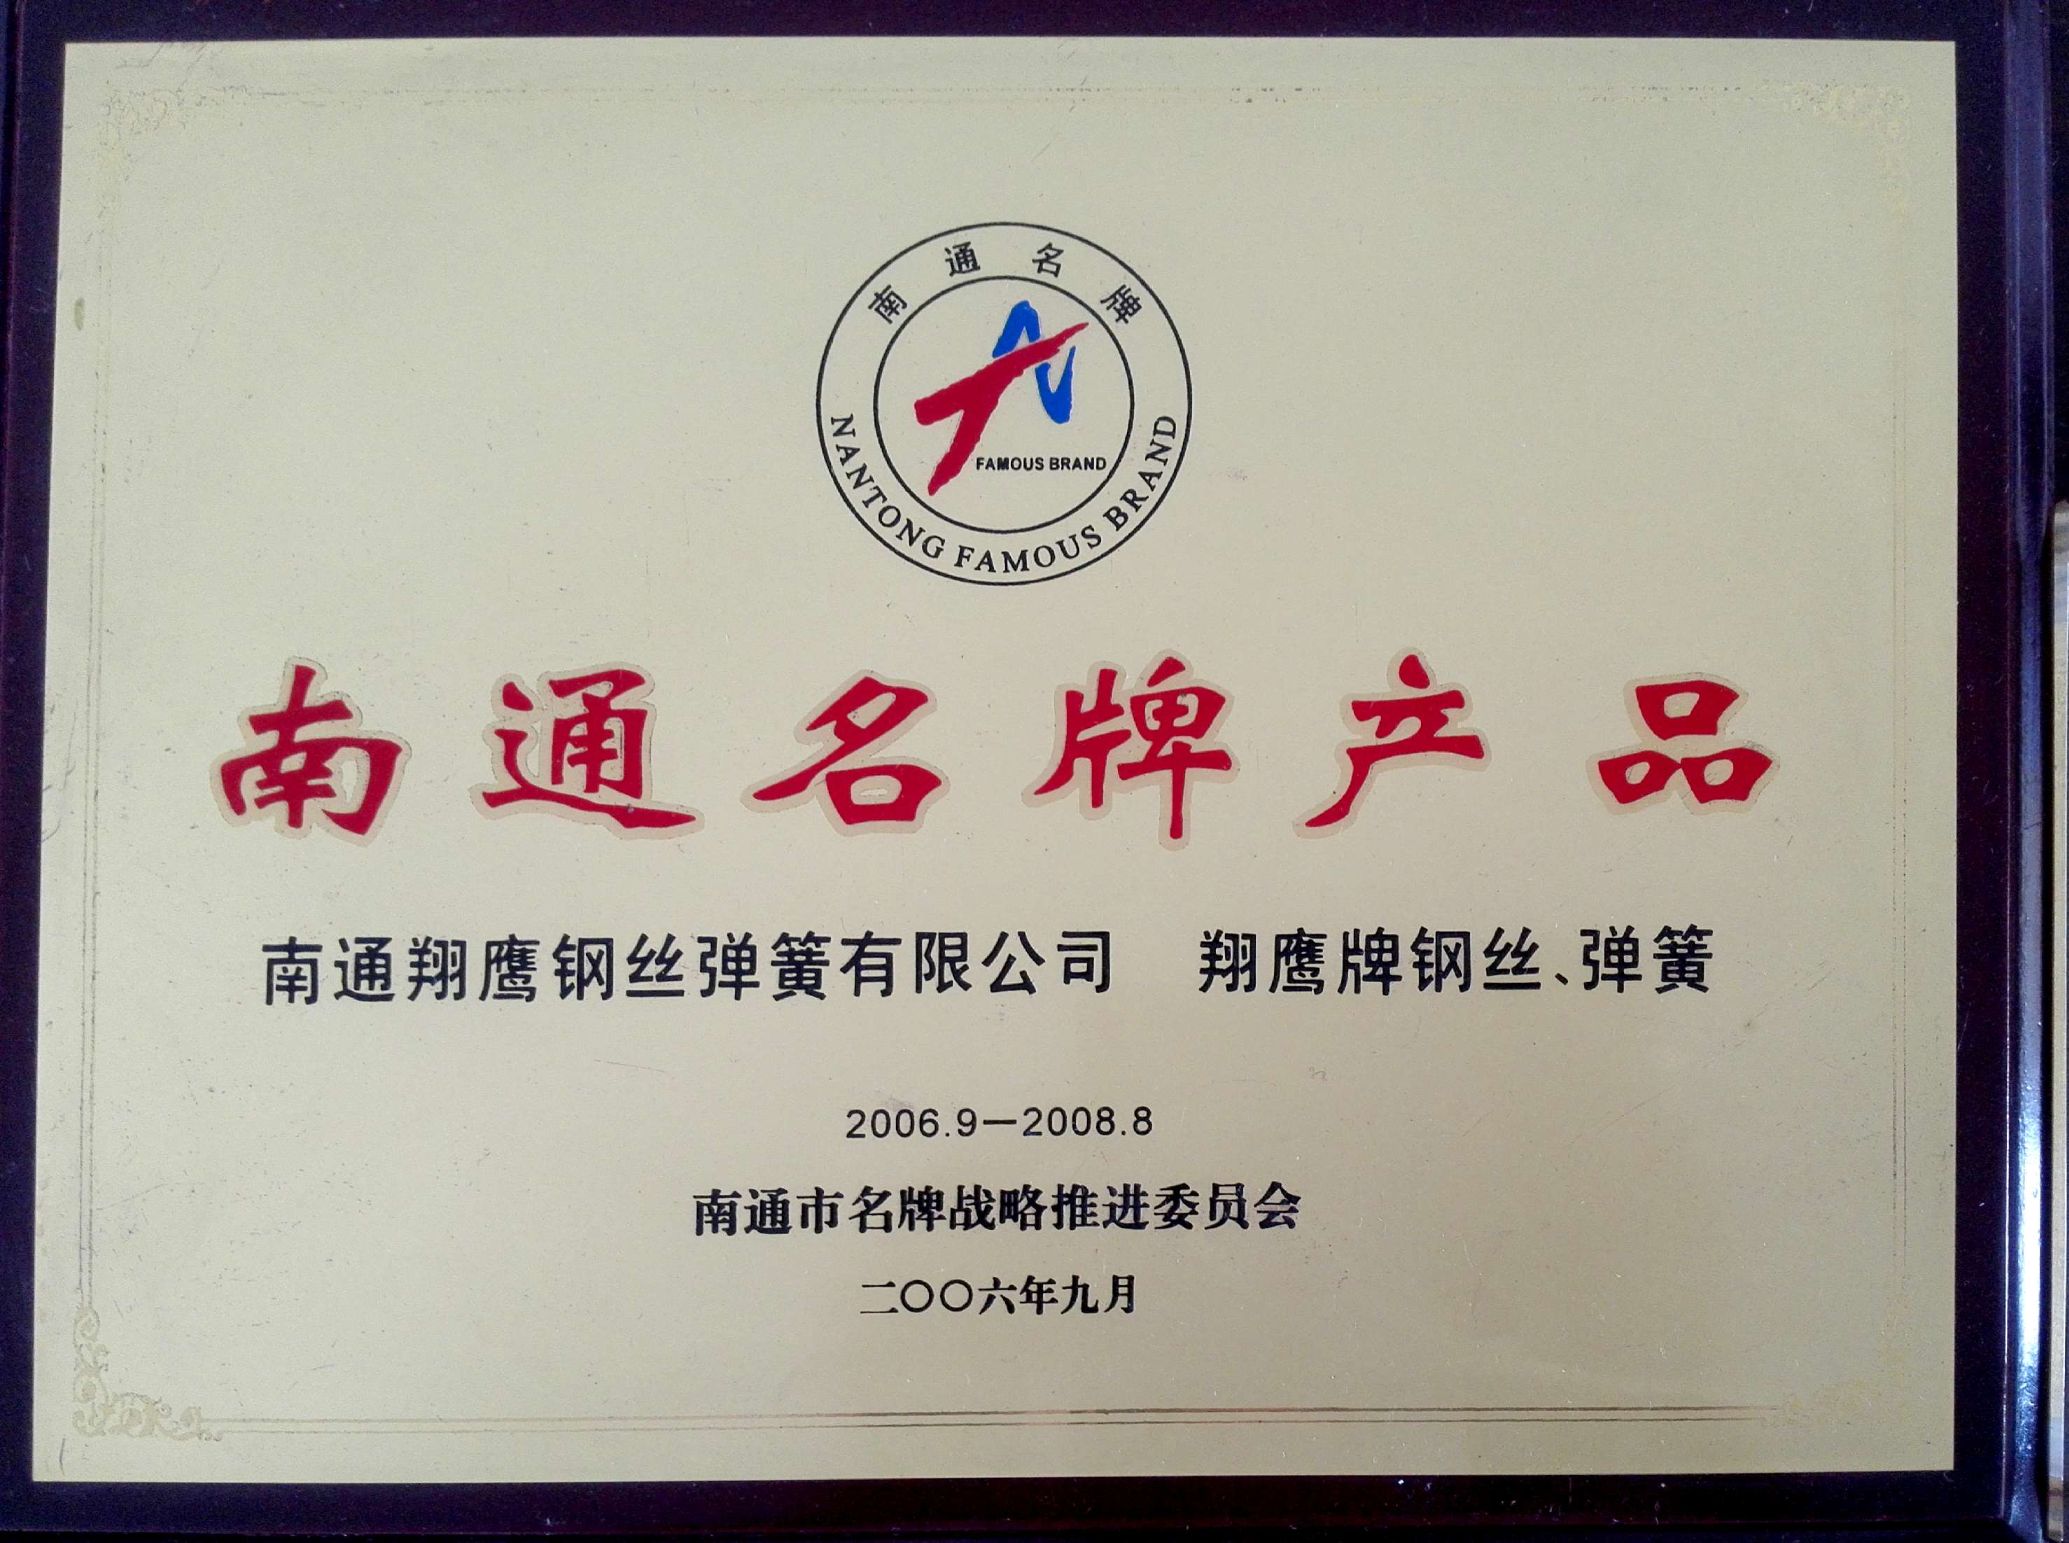 南通名牌
FAMOUS BRAND
NANTONG FAMOUS BRAND
南通名牌产品
南通翔鹰钢丝弹簧有限公司 翔鹰牌钢丝、弹簧
2006.9—2008.8
南通市名牌战略推进委员会
二〇〇六年九月